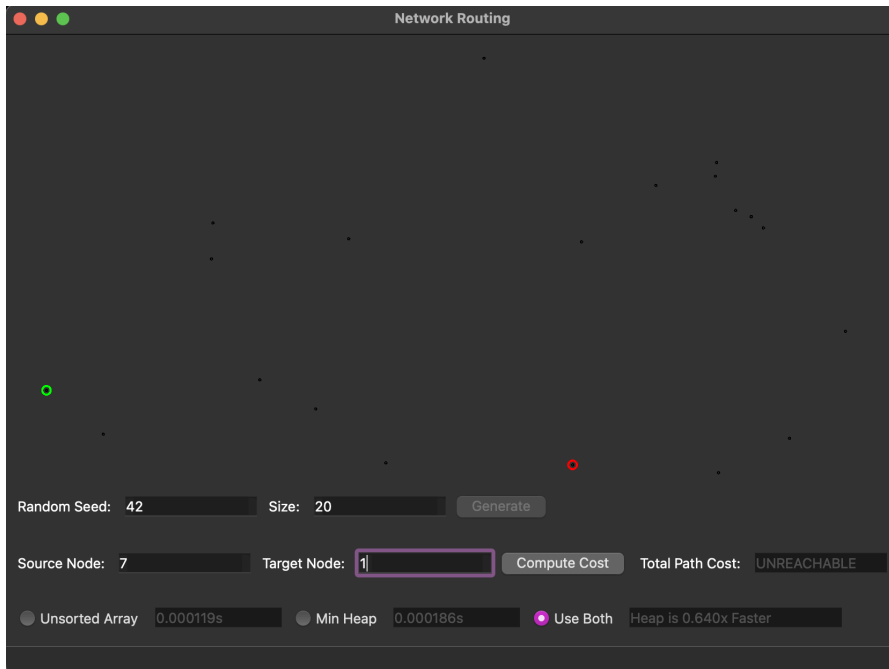 Network Routing
Random Seed: 42 Size: 20 Generate
Source Node: 7 Target Node: 1 Compute Cost Total Path Cost: UNREACHABLE
Unsorted Array 0.000119s Min Heap 0.000186s Use Both Heap is 0.640x Faster